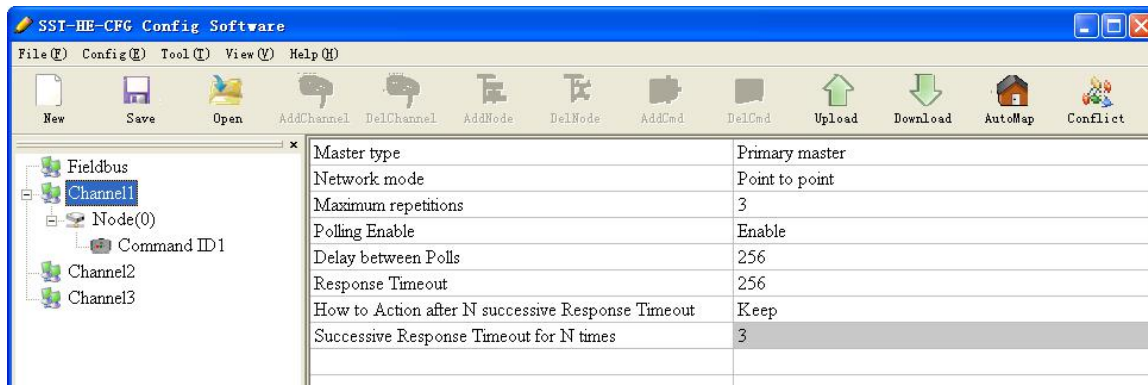 SST-HE-CFG Config Software
File(F) Config(E) Tool(T) View(V) Help(H)
New Save Open AddChannel DelChannel AddNode DelNode AddCmd DelCmd Upload Download AutoMap Conflict
Fieldbus
Channel1
Node(0)
Command ID1
Channel2
Channel3
Master type Primary master
Network mode Point to point
Maximum repetitions 3
Polling Enable Enable
Delay between Polls 256
Response Timeout 256
How to Action after N successive Response Timeout Keep
Successive Response Timeout for N times 3